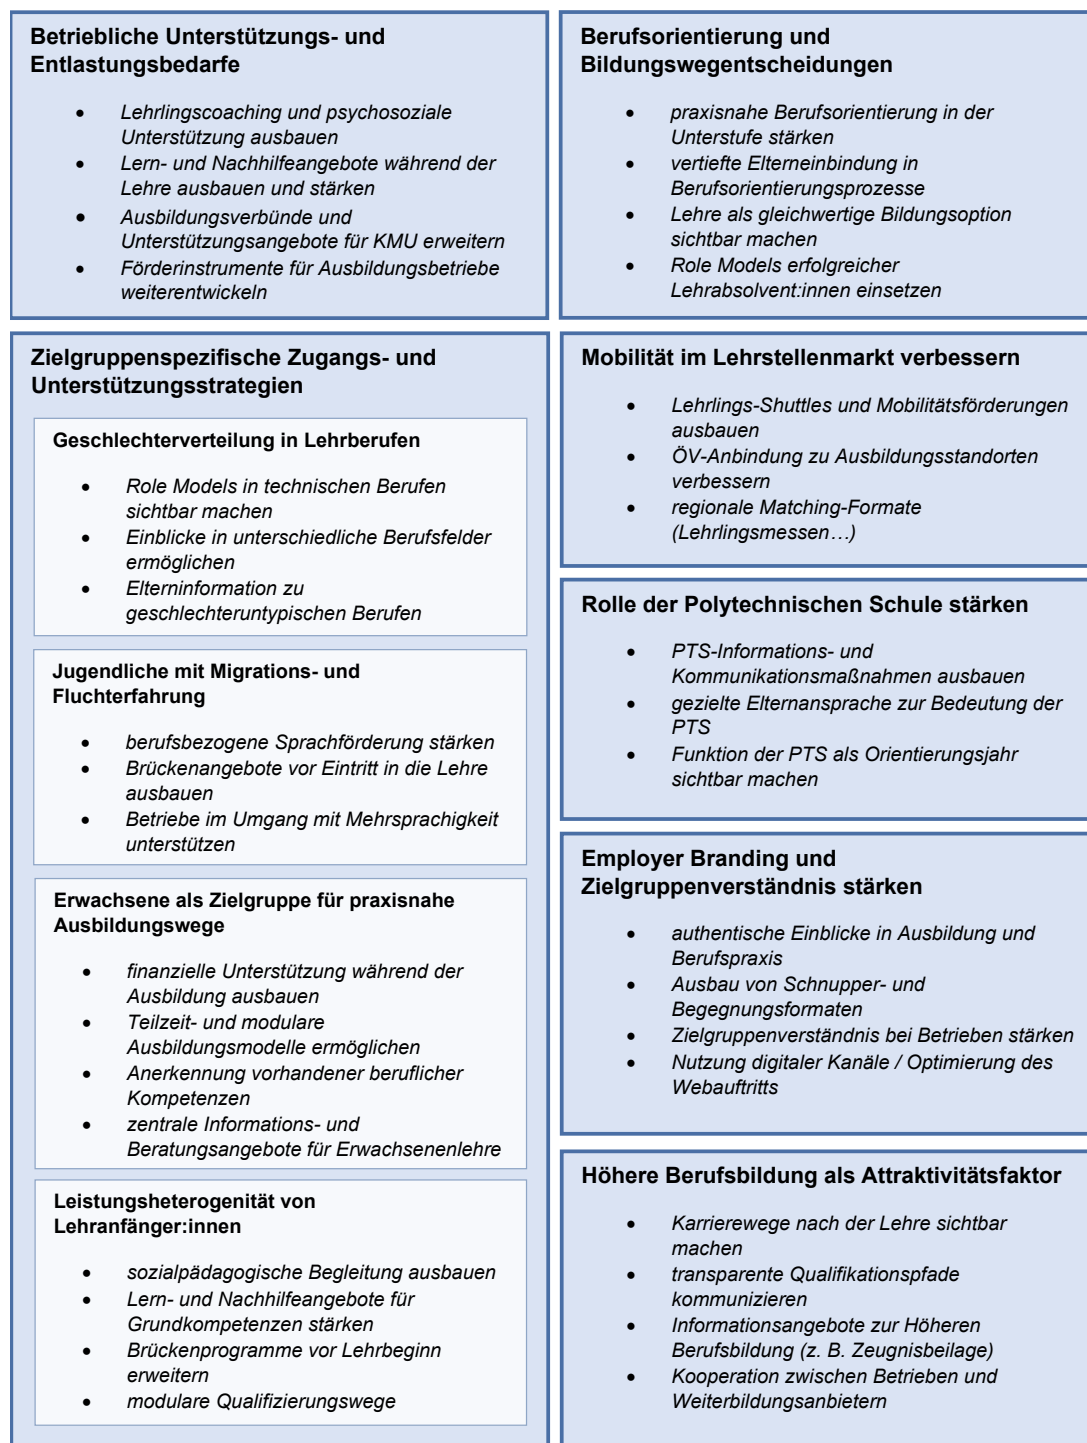 Betriebliche Unterstützungs- und
Entlastungsbedarfe
• Lehrlingscoaching und psychosoziale
Unterstützung ausbauen
• Lern- und Nachhilfeangebote während der
Lehre ausbauen und stärken
• Ausbildungsverbünde und
Unterstützungsangebote für KMU erweitern
• Förderinstrumente für Ausbildungsbetriebe
weiterentwickeln
Berufsorientierung und
Bildungswegentscheidungen
• praxisnahe Berufsorientierung in der
Unterstufe stärken
• vertiefte Elterneinbindung in
Berufsorientierungsprozesse
• Lehre als gleichwertige Bildungsoption
sichtbar machen
• Role Models erfolgreicher
Lehrabsolvent:innen einsetzen
Zielgruppenspezifische Zugangs- und
Unterstützungsstrategien
Geschlechterverteilung in Lehrberufen
• Role Models in technischen Berufen
sichtbar machen
• Einblicke in unterschiedliche Berufsfelder
ermöglichen
• Elterninformation zu
geschlechteruntypischen Berufen
Jugendliche mit Migrations- und
Fluchterfahrung
• berufsbezogene Sprachförderung stärken
• Brückenangebote vor Eintritt in die Lehre
ausbauen
• Betriebe im Umgang mit Mehrsprachigkeit
unterstützen
Erwachsene als Zielgruppe für praxisnahe
Ausbildungswege
• finanzielle Unterstützung während der
Ausbildung ausbauen
• Teilzeit- und modulare
Ausbildungsmodelle ermöglichen
• Anerkennung vorhandener beruflicher
Kompetenzen
• zentrale Informations- und
Beratungsangebote für Erwachsenenlehre
Leistungsheterogenität von
Lehranfänger:innen
• sozialpädagogische Begleitung ausbauen
• Lern- und Nachhilfeangebote für
Grundkompetenzen stärken
• Brückenprogramme vor Lehrbeginn
erweitern
• modulare Qualifizierungswege
Mobilität im Lehrstellenmarkt verbessern
• Lehrlings-Shuttles und Mobilitätsförderungen
ausbauen
• ÖV-Anbindung zu Ausbildungsstandorten
verbessern
• regionale Matching-Formate
(Lehrlingsmessen…)
Rolle der Polytechnischen Schule stärken
• PTS-Informations- und
Kommunikationsmaßnahmen ausbauen
• gezielte Elternansprache zur Bedeutung der
PTS
• Funktion der PTS als Orientierungsjahr
sichtbar machen
Employer Branding und
Zielgruppenverständnis stärken
• authentische Einblicke in Ausbildung und
Berufspraxis
• Ausbau von Schnupper- und
Begegnungsformaten
• Zielgruppenverständnis bei Betrieben stärken
• Nutzung digitaler Kanäle / Optimierung des
Webauftritts
Höhere Berufsbildung als Attraktivitätsfaktor
• Karrierewege nach der Lehre sichtbar
machen
• transparente Qualifikationspfade
kommunizieren
• Informationsangebote zur Höheren
Berufsbildung (z. B. Zeugnisbeilage)
• Kooperation zwischen Betrieben und
Weiterbildungsanbietern